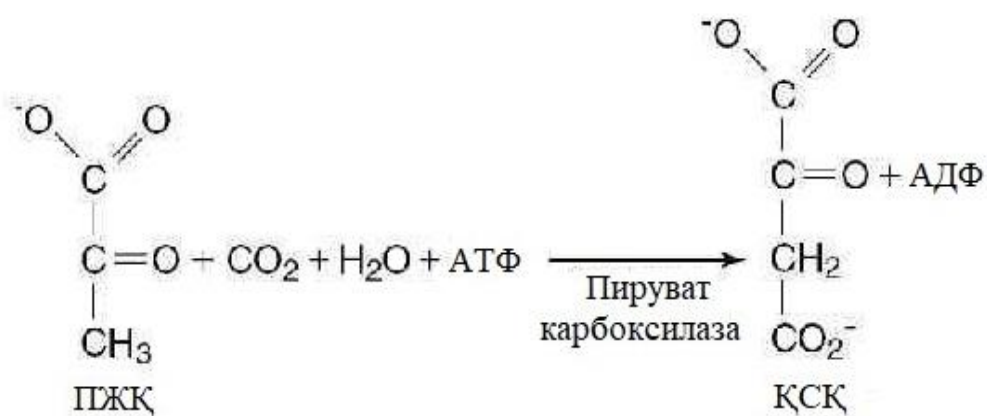 ⁻O O
C
C=O + CO₂ + H₂O + АТФ
CH₃
ПЖҚ
Пируват
карбоксилаза
⁻O O
C
C=O + АДФ
CH₂
CO₂⁻
ҚСҚ